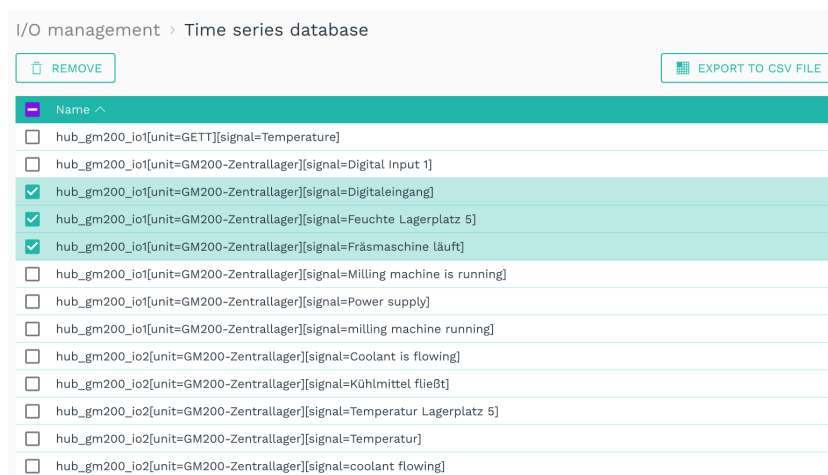 I/O management > Time series database
REMOVE
EXPORT TO CSV FILE
Name
hub_gm200_io1[unit=GETT][signal=Temperature]
hub_gm200_io1[unit=GM200-Zentrallager][signal=Digital Input 1]
hub_gm200_io1[unit=GM200-Zentrallager][signal=Digitaleingang]
hub_gm200_io1[unit=GM200-Zentrallager][signal=Feuchte Lagerplatz 5]
hub_gm200_io1[unit=GM200-Zentrallager][signal=Fräsmaschine läuft]
hub_gm200_io1[unit=GM200-Zentrallager][signal=Milling machine is running]
hub_gm200_io1[unit=GM200-Zentrallager][signal=Power supply]
hub_gm200_io1[unit=GM200-Zentrallager][signal=milling machine running]
hub_gm200_io2[unit=GM200-Zentrallager][signal=Coolant is flowing]
hub_gm200_io2[unit=GM200-Zentrallager][signal=Kühlmittel fließt]
hub_gm200_io2[unit=GM200-Zentrallager][signal=Temperatur Lagerplatz 5]
hub_gm200_io2[unit=GM200-Zentrallager][signal=Temperatur]
hub_gm200_io2[unit=GM200-Zentrallager][signal=coolant flowing]